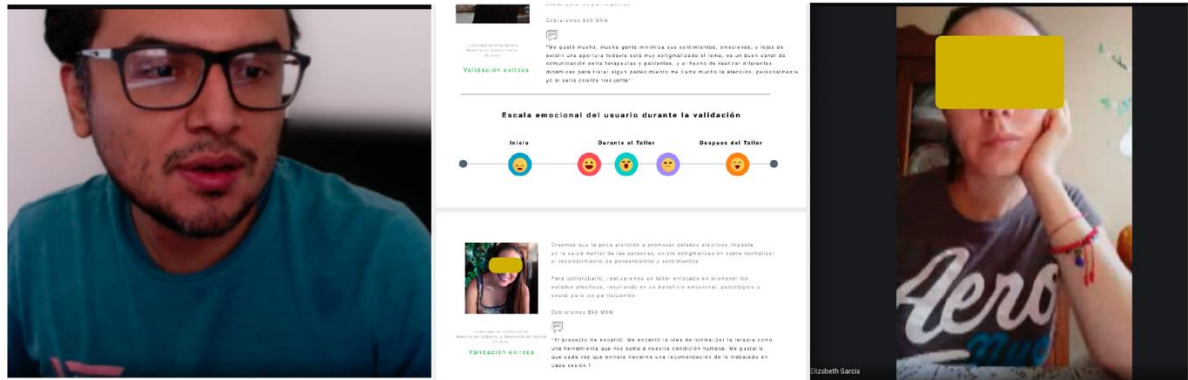 Cobraremos $50 MXN
"Me gustó mucho, mucha gente minimiza sus sentimientos, emociones, y lejos de
existir una apertura todavía está muy estigmatizado el tema, es un buen canal de
comunicación entre terapeutas y pacientes, y el hecho de realizar diferentes
dinámicas para tratar algún padecimiento me llama mucho la atención, personalmente
yo sí sería cliente frecuente"
Validación exitosa
Escala emocional del usuario durante la validación
Inicio
Durante el Taller
Despues del Taller
Creemos que la poca atención a promover estados afectivos impacta
en la salud mental de las personas, existe estigmatización sobre normalizar
el reconocimiento de pensamientos y sentimientos
Para comprobarlo, realizaremos un taller enfocado en promover los
estados afectivos, resultando en un beneficio emocional, psicológico y
social para los participantes
Cobraremos $50 MXN
Validación exitosa
"El proyecto me encantó. Me encantó la idea de normalizar la terapia como
una herramienta que nos suma a nuestra condición humana. Me gustaría
que cada vez que entrara llevarme una recomendación de lo trabajado en
cada sesión."
Aero
Elizabeth Garcia